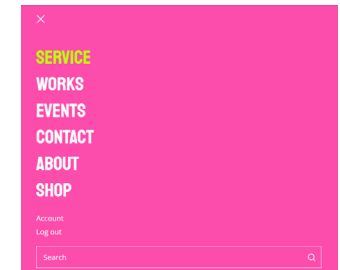 SERVICE
WORKS
EVENTS
CONTACT
ABOUT
SHOP
Account
Log out
Search